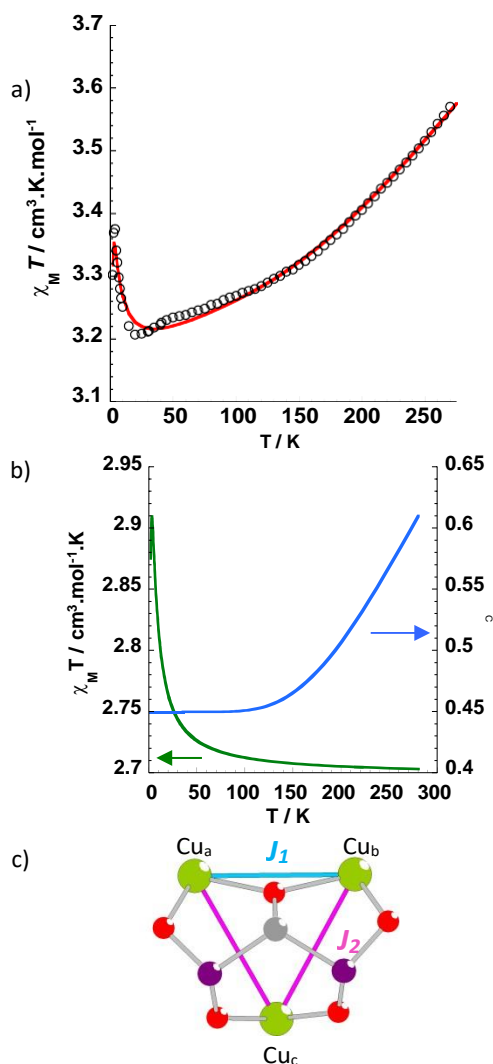 a)
3.7
3.6
3.5
3.4
3.3
3.2
3.1
χM T / cm³.K.mol⁻¹
0 50 100 150 200 250
T / K
b)
2.95
2.9
2.85
2.8
2.75
2.7
χM T / cm³.mol⁻¹.K
0.65
0.6
0.55
0.5
0.45
0.4
c
0 50 100 150 200 250 300
T / K
c)
Cua J1 Cub
J2
Cuc